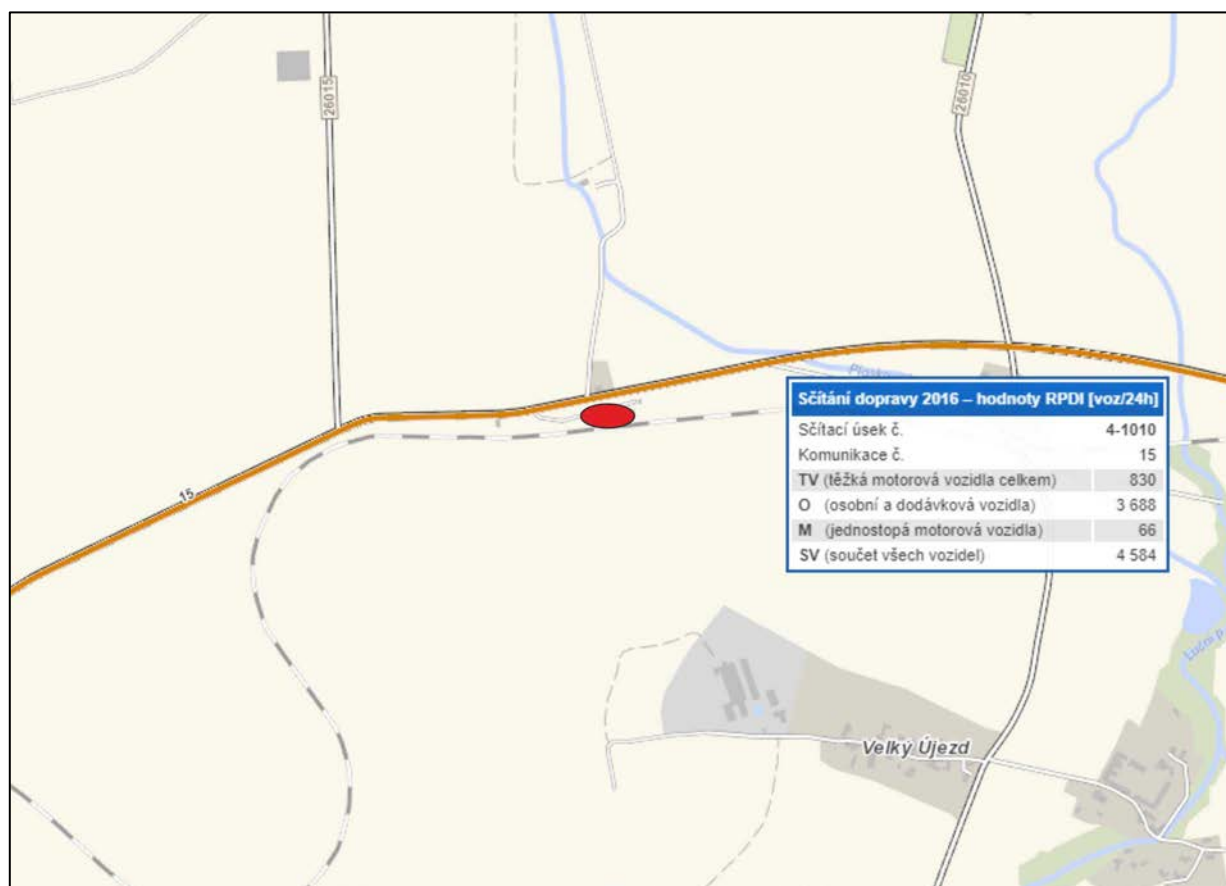 26015
26010
15
Sčítání dopravy 2016 – hodnoty RPDI [voz/24h]
Sčítací úsek č. 4-1010
Komunikace č. 15
TV (těžká motorová vozidla celkem) 830
O (osobní a dodávková vozidla) 3 688
M (jednostopá motorová vozidla) 66
SV (součet všech vozidel) 4 584
Luční p.
Velký Újezd